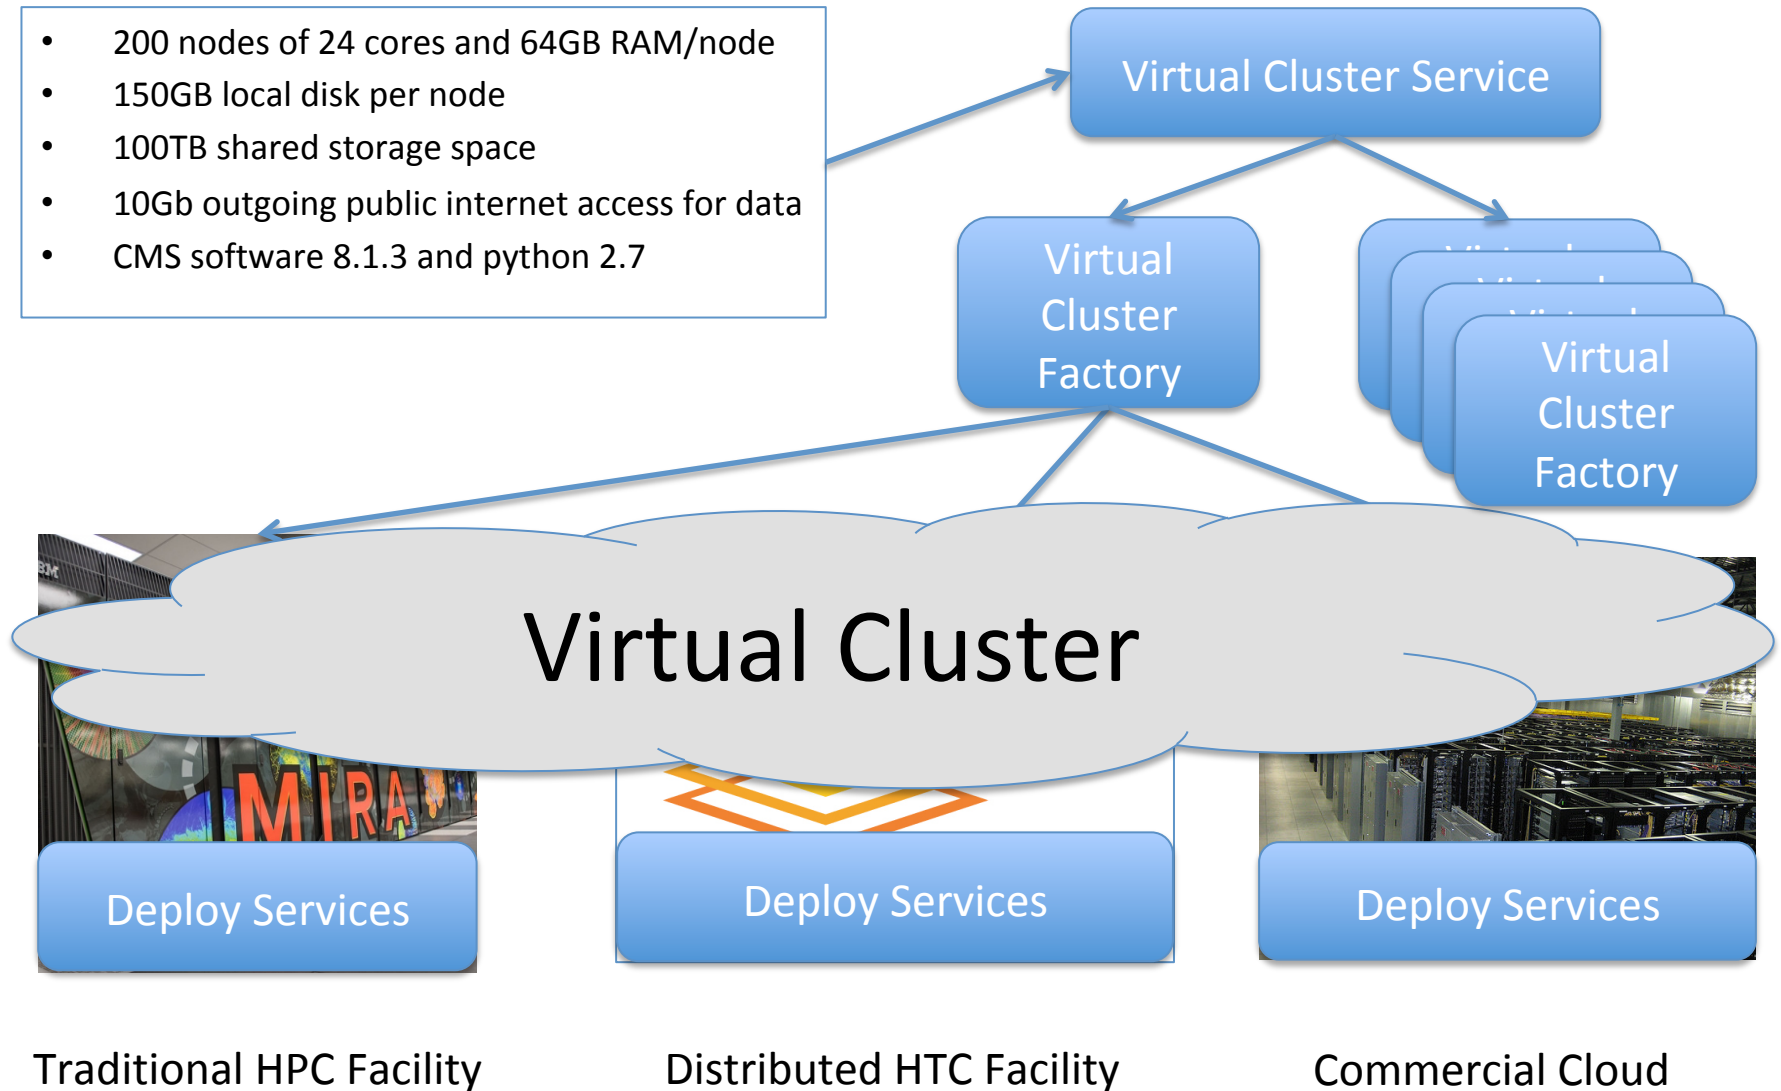 • 200 nodes of 24 cores and 64GB RAM/node
• 150GB local disk per node
• 100TB shared storage space
• 10Gb outgoing public internet access for data
• CMS software 8.1.3 and python 2.7
Virtual Cluster Service
Virtual
Cluster
Factory
Virtual
Cluster
Factory
Virtual Cluster
MIRA
Deploy Services
Deploy Services
Deploy Services
Traditional HPC Facility
Distributed HTC Facility
Commercial Cloud